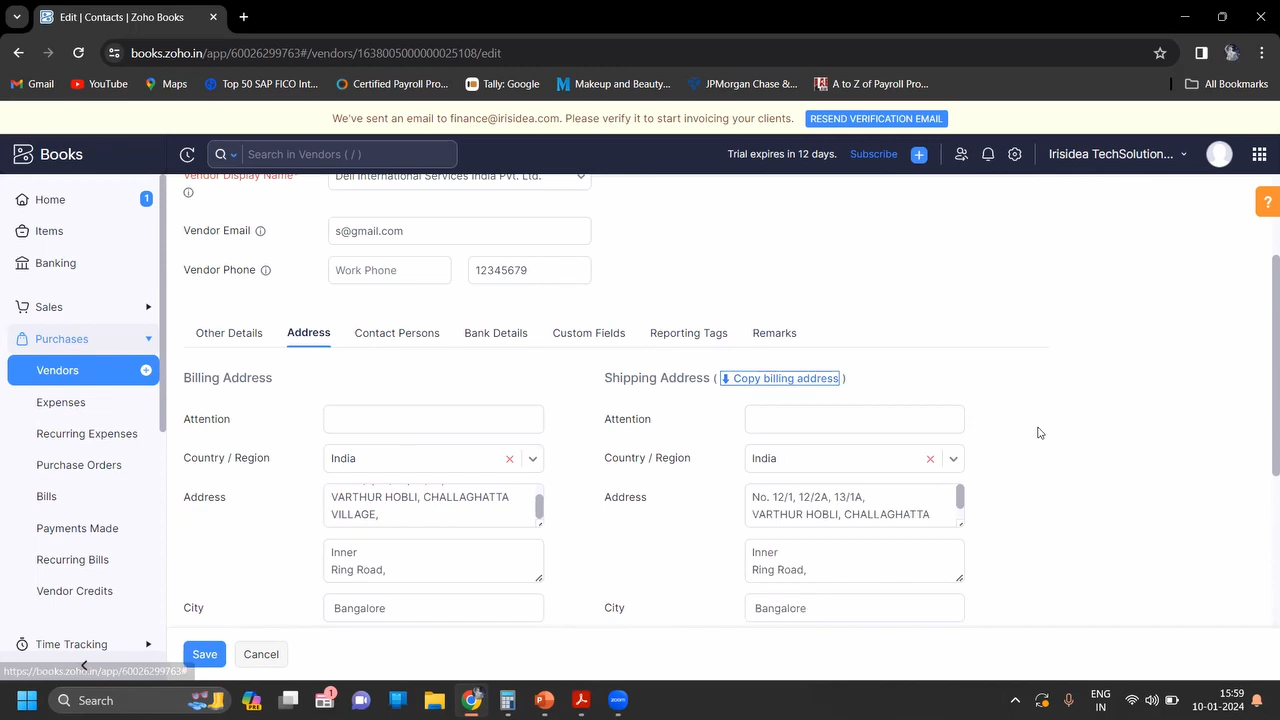 Edit | Contacts | Zoho Books
books.zoho.in/app/60026299763#/vendors/1638005000000025108/edit
Gmail
YouTube
Maps
Top 50 SAP FICO Int...
Certified Payroll Pro...
Tally: Google
Makeup and Beauty...
JPMorgan Chase &...
A to Z of Payroll Pro...
All Bookmarks
We've sent an email to finance@irisidea.com. Please verify it to start invoicing your clients.
RESEND VERIFICATION EMAIL
Books
Search in Vendors ( / )
Trial expires in 12 days.
Subscribe
Irisidea TechSolution...
Home
1
Items
Banking
Sales
Purchases
Vendors
Expenses
Recurring Expenses
Purchase Orders
Bills
Payments Made
Recurring Bills
Vendor Credits
Time Tracking
Vendor Display Name*
Dell International Services India Pvt. Ltd.
Vendor Email
s@gmail.com
Vendor Phone
Work Phone
12345679
Other Details
Address
Contact Persons
Bank Details
Custom Fields
Reporting Tags
Remarks
Billing Address
Shipping Address ( Copy billing address )
Attention
Attention
Country / Region
India
Country / Region
India
Address
VARTHUR HOBLI, CHALLAGHATTA
VILLAGE,
Address
No. 12/1, 12/2A, 13/1A,
VARTHUR HOBLI, CHALLAGHATTA
Inner
Ring Road,
Inner
Ring Road,
City
Bangalore
City
Bangalore
Save
Cancel
?
https://books.zoho.in/app/60026299763#
Search
PRE
1
zoom
ENG
IN
15:59
10-01-2024